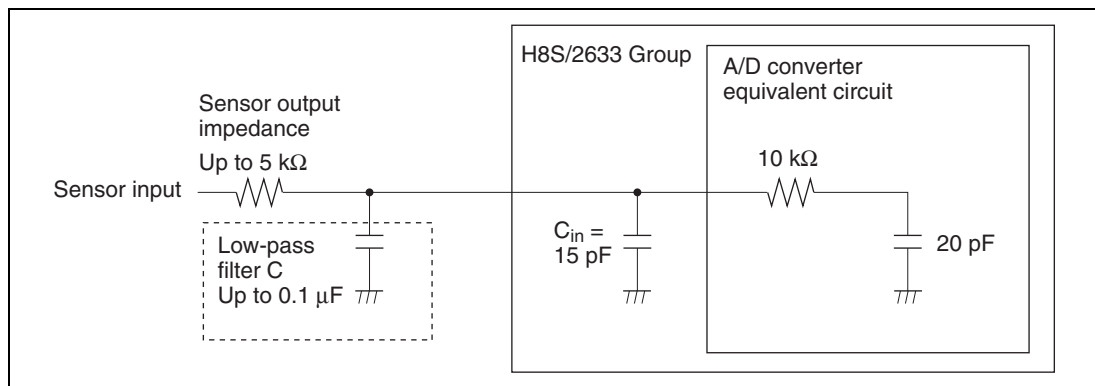 H8S/2633 Group
A/D converter
equivalent circuit
Sensor output
impedance
Up to 5 kΩ
10 kΩ
Sensor input
Low-pass
filter C
Up to 0.1 μF
Cin =
15 pF
20 pF